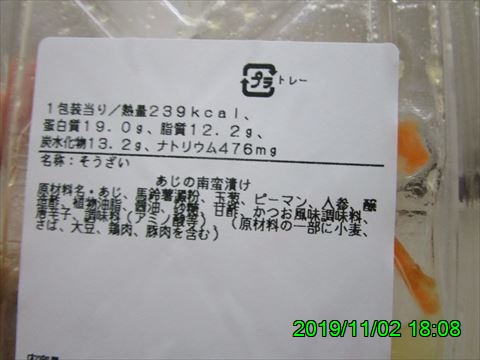 プラ トレー
1包装当り/熱量239kcal、
蛋白質19.0g、脂質12.2g、
炭水化物13.2g、ナトリウム476mg
名称:そうざい
あじの南蛮漬け
原材料名・あじ、馬鈴薯澱粉、玉葱、ピーマン、人参、醸
造酢、植物油脂、醤油、砂糖、甘酢、かつお風味調味料、
唐辛子、調味料(アミノ酸等) (原材料の一部に小麦、
さば、大豆、鶏肉、豚肉を含む)
2019/11/02 18:08